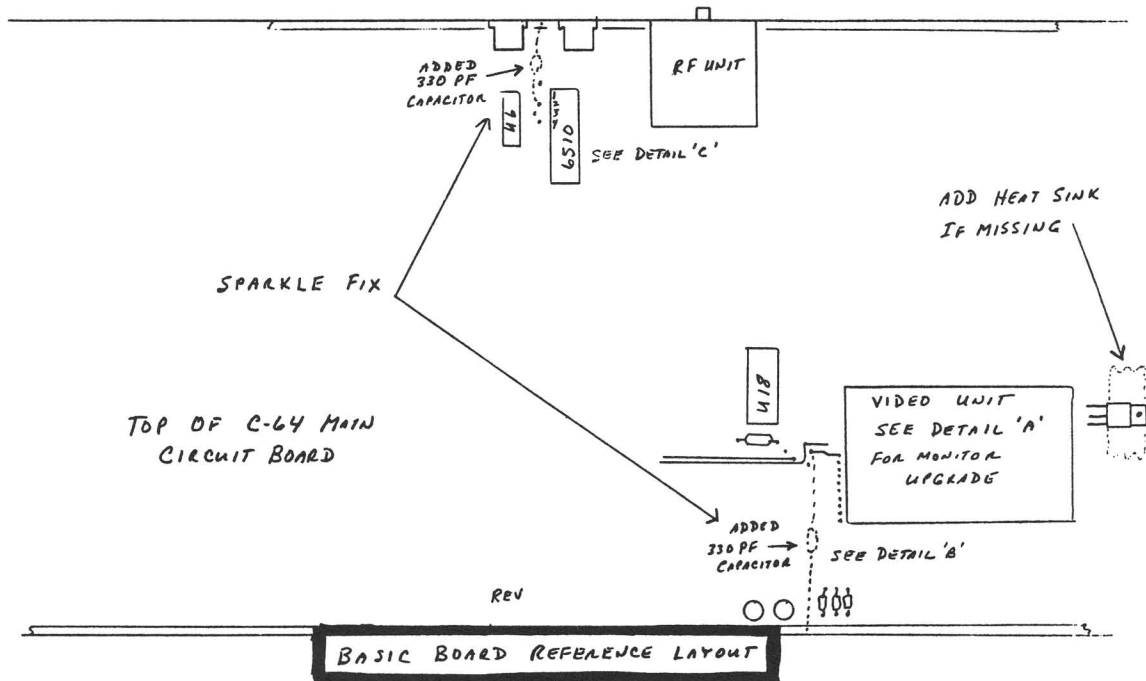 ADDED
330 PF
CAPACITOR
RF UNIT
U6
1
2
3
4
6510
SEE DETAIL 'C'
ADD HEAT SINK
IF MISSING
SPARKLE FIX
U18
VIDEO UNIT
SEE DETAIL 'A'
FOR MONITOR
UPGRADE
TOP OF C-64 MAIN
CIRCUIT BOARD
ADDED
330 PF
CAPACITOR
SEE DETAIL 'B'
REV
BASIC BOARD REFERENCE LAYOUT